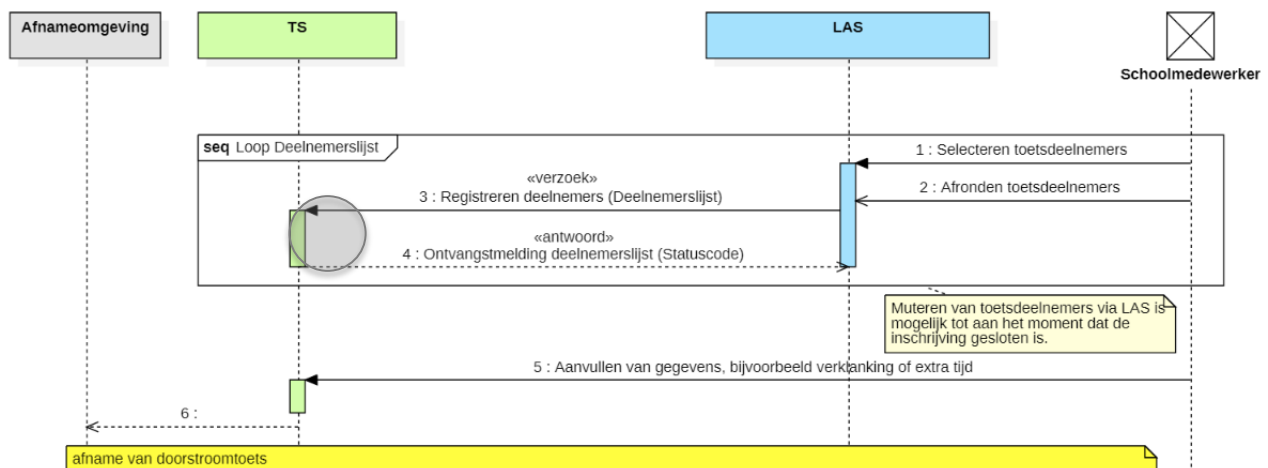 Afnameomgeving
TS
LAS
Schoolmedewerker
seq Loop Deelnemerslijst
1 : Selecteren toetsdeelnemers
2 : Afronden toetsdeelnemers
«verzoek»
3 : Registreren deelnemers (Deelnemerslijst)
«antwoord»
4 : Ontvangstmelding deelnemerslijst (Statuscode)
Muteren van toetsdeelnemers via LAS is
mogelijk tot aan het moment dat de
inschrijving gesloten is.
5 : Aanvullen van gegevens, bijvoorbeeld verklanking of extra tijd
6 :
afname van doorstroomtoets